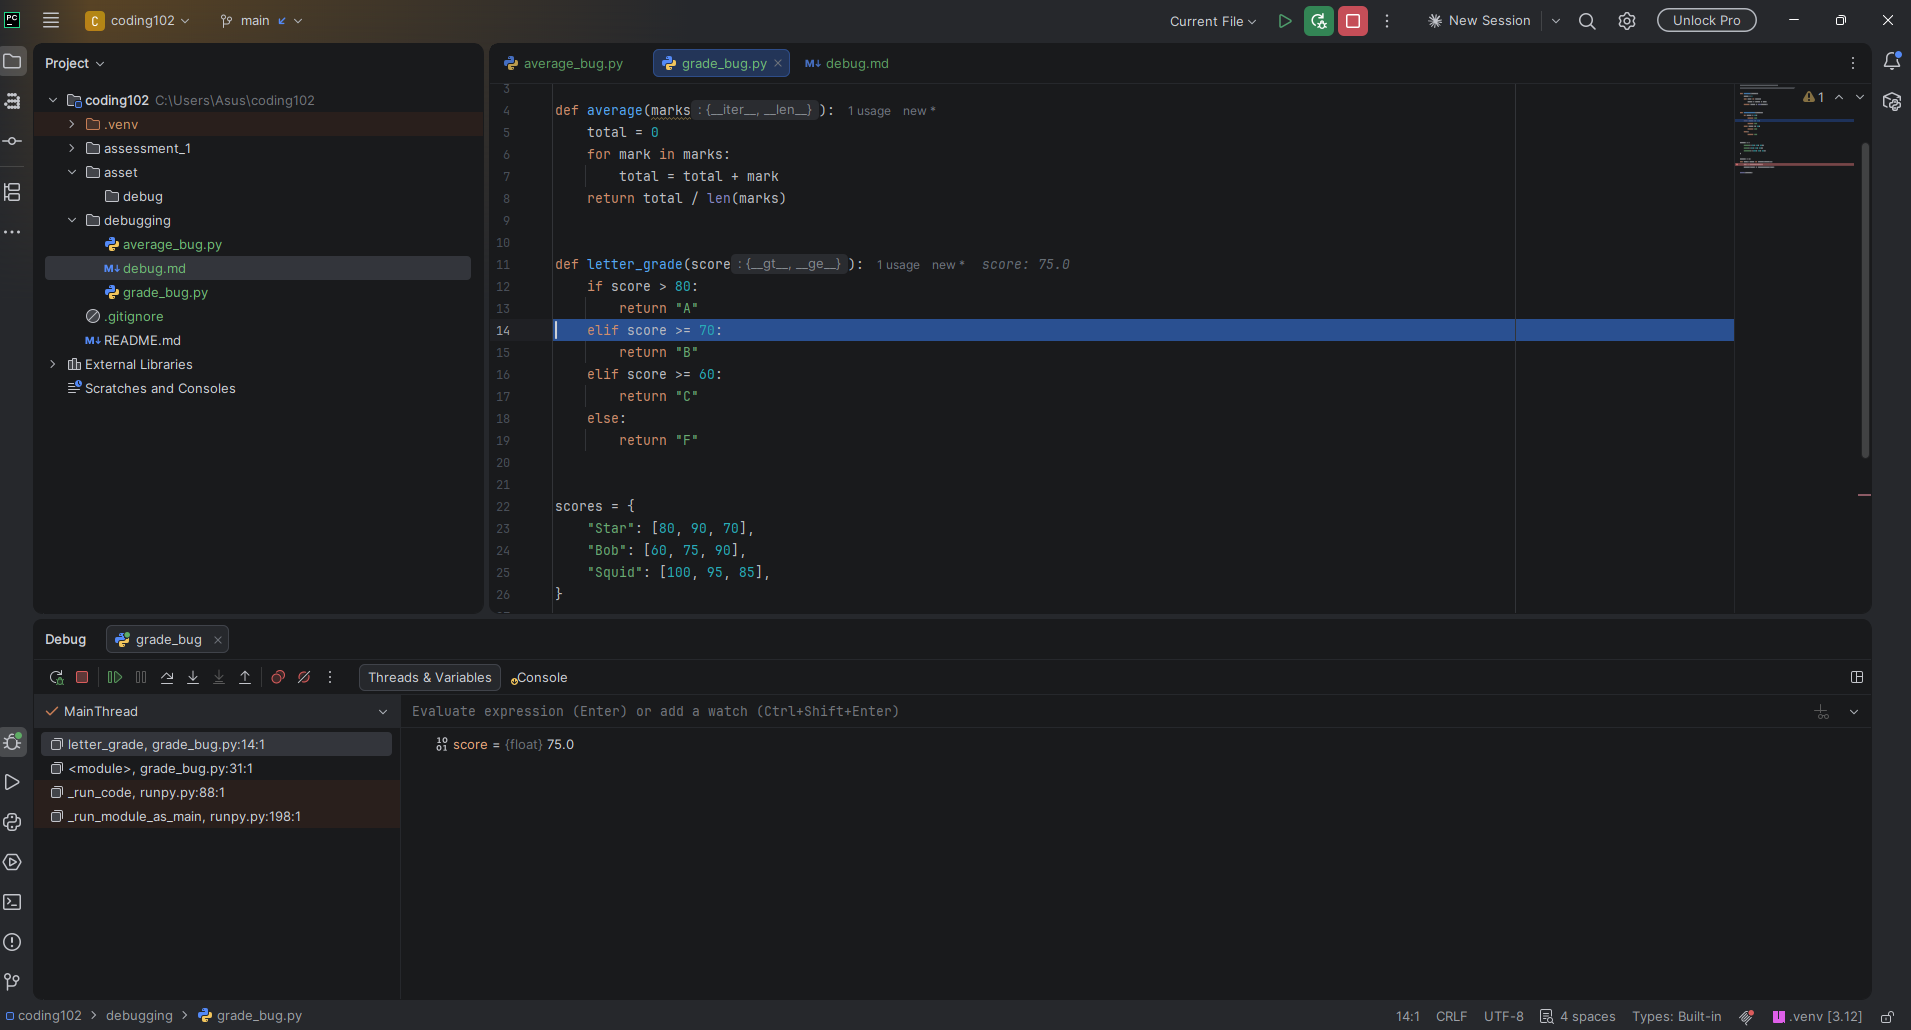 PC
C coding102
main
Current File
New Session
Unlock Pro
Project
coding102 C:\Users\Asus\coding102
.venv
assessment_1
asset
debug
debugging
average_bug.py
M↓ debug.md
grade_bug.py
.gitignore
M↓ README.md
External Libraries
Scratches and Consoles
average_bug.py
grade_bug.py
M↓ debug.md
1
3
4 def average(marks : {__iter__, __len__} ): 1 usage new *
5 total = 0
6 for mark in marks:
7 total = total + mark
8 return total / len(marks)
9
10
11 def letter_grade(score : {__gt__, __ge__} ): 1 usage new * score: 75.0
12 if score > 80:
13 return "A"
14 elif score >= 70:
15 return "B"
16 elif score >= 60:
17 return "C"
18 else:
19 return "F"
20
21
22 scores = {
23 "Star": [80, 90, 70],
24 "Bob": [60, 75, 90],
25 "Squid": [100, 95, 85],
26 }
Debug
grade_bug
Threads & Variables
Console
MainThread
Evaluate expression (Enter) or add a watch (Ctrl+Shift+Enter)
letter_grade, grade_bug.py:14:1
<module>, grade_bug.py:31:1
_run_code, runpy.py:88:1
_run_module_as_main, runpy.py:198:1
10
01 score = {float} 75.0
coding102 > debugging > grade_bug.py
14:1 CRLF UTF-8 4 spaces Types: Built-in .venv [3.12]